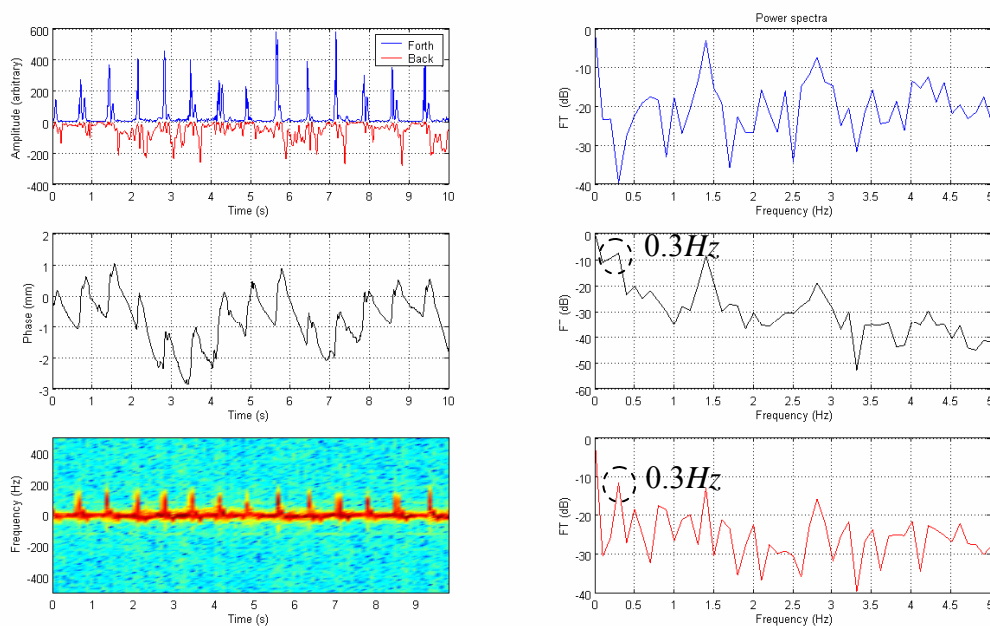 600
400
200
0
-200
-400
Amplitude (arbitrary)
Forth
Back
0 1 2 3 4 5 6 7 8 9 10
Time (s)
Power spectra
0
-10
-20
-30
-40
FT (dB)
0 0.5 1 1.5 2 2.5 3 3.5 4 4.5 5
Frequency (Hz)
2
1
0
-1
-2
-3
Phase (mm)
0 1 2 3 4 5 6 7 8 9 10
Time (s)
0
-10
-20
-30
-40
-50
-60
FT (dB)
0.3Hz
0 0.5 1 1.5 2 2.5 3 3.5 4 4.5 5
Frequency (Hz)
400
200
0
-200
-400
Frequency (Hz)
0 1 2 3 4 5 6 7 8 9
Time (s)
0
-10
-20
-30
-40
FT (dB)
0.3Hz
0 0.5 1 1.5 2 2.5 3 3.5 4 4.5 5
Frequency (Hz)